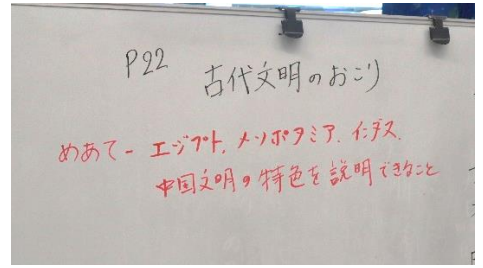 P22
古代文明のおこり
めあて- エジプト, メソポタミア, インダス,
中国文明の特色を説明できること